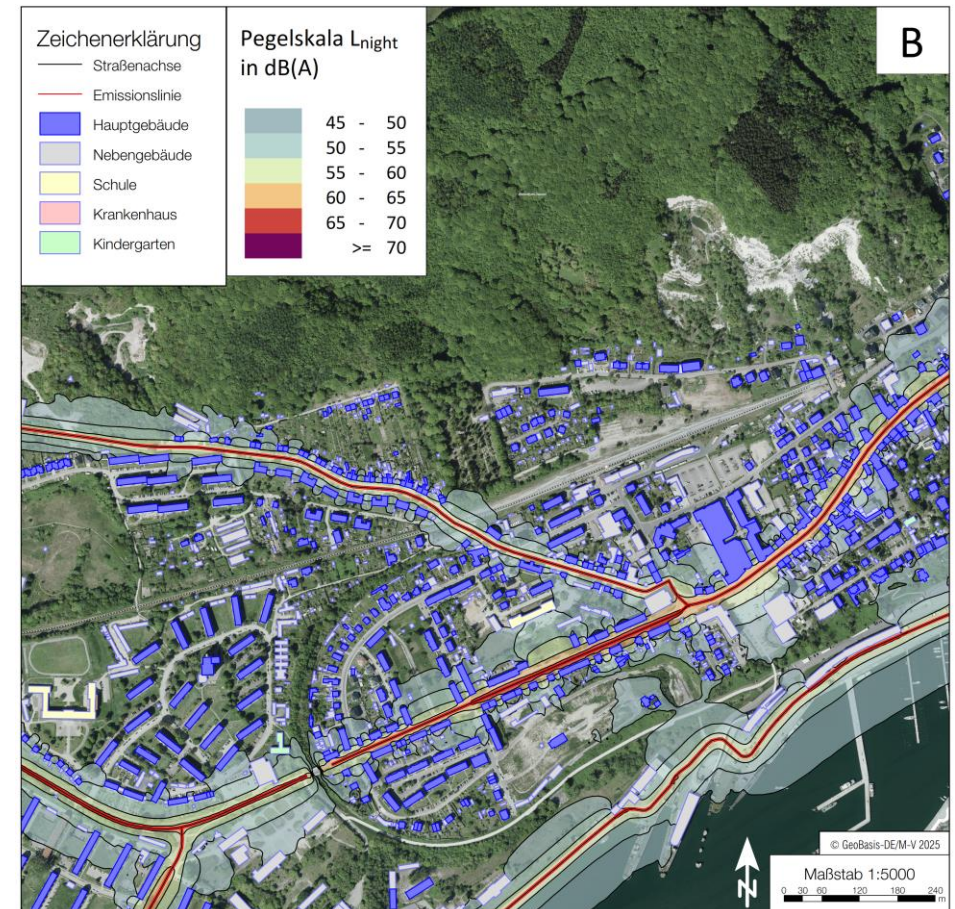 Zeichenerklärung
Straßenachse
Emissionslinie
Hauptgebäude
Nebengebäude
Schule
Krankenhaus
Kindergarten
Pegelskala Lnight
in dB(A)
45 - 50
50 - 55
55 - 60
60 - 65
65 - 70
>= 70
B
© GeoBasis-DE/M-V 2025
N
Maßstab 1:5000
0 30 60 120 180 240
m